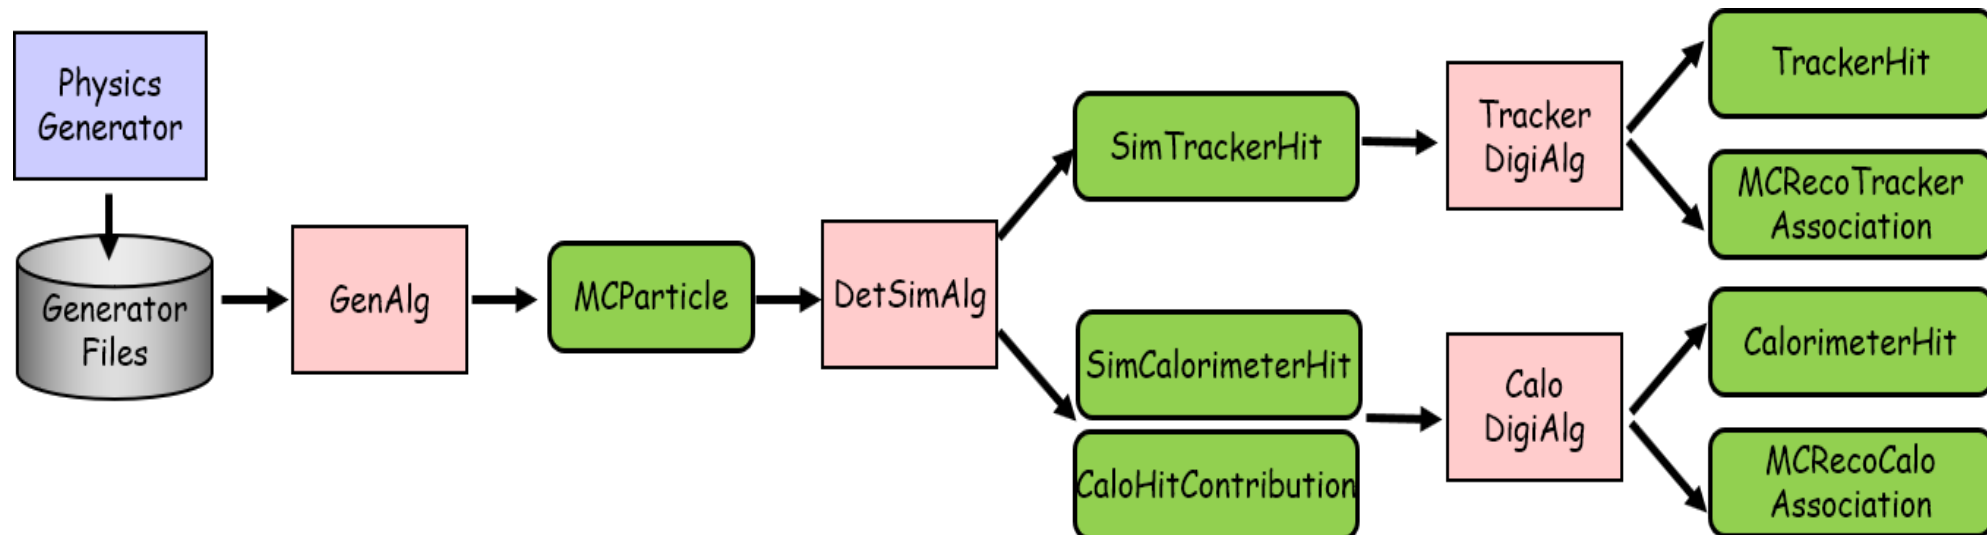 Physics
Generator
Generator
Files
GenAlg
MCParticle
DetSimAlg
SimTrackerHit
SimCalorimeterHit
CaloHitContribution
Tracker
DigiAlg
Calo
DigiAlg
TrackerHit
MCRecoTracker
Association
CalorimeterHit
MCRecoCalo
Association